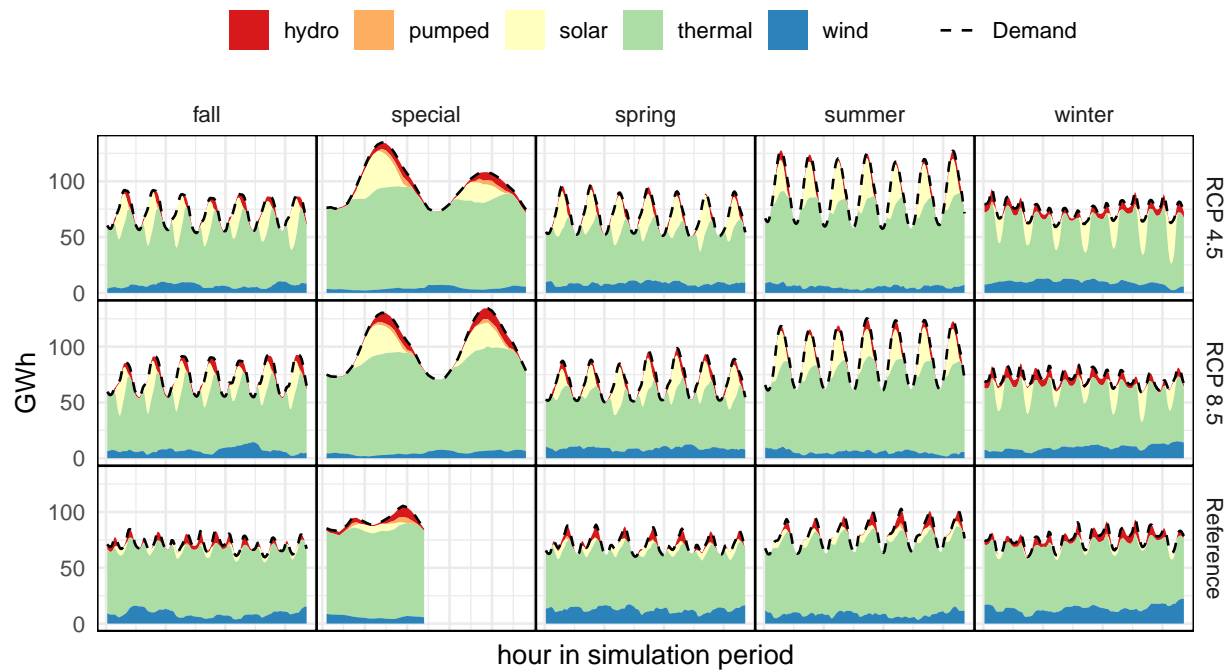 hydro pumped solar thermal wind Demand
fall special spring summer winter
GWh
100
50
0
RCP 4.5
100
50
0
RCP 8.5
100
50
0
Reference
hour in simulation period